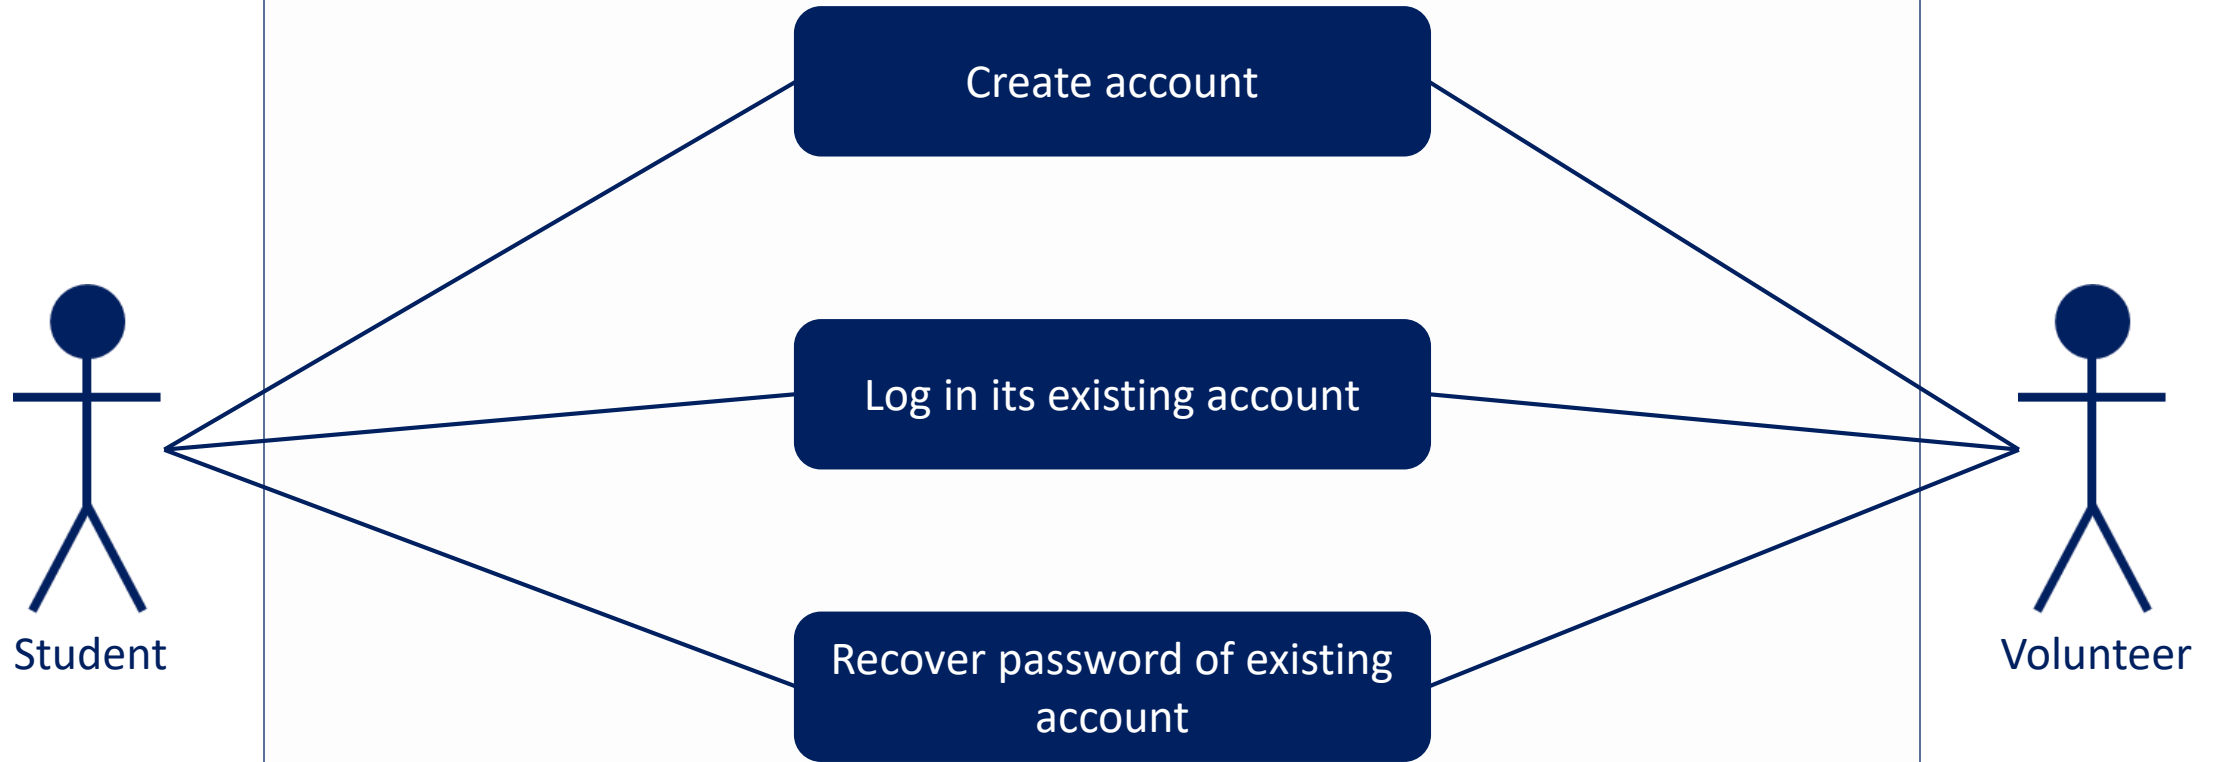 Create account
Log in its existing account
Recover password of existing
account
Student
Volunteer